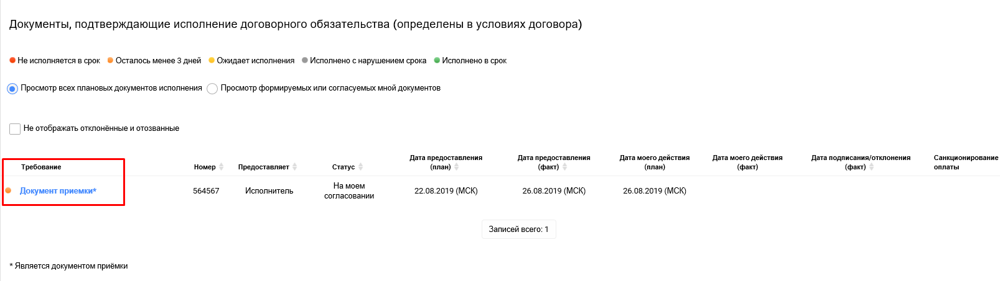 Документы, подтверждающие исполнение договорного обязательства (определены в условиях договора)
Не исполняется в срок Осталось менее 3 дней Ожидает исполнения Исполнено с нарушением срока Исполнено в срок
Просмотр всех плановых документов исполнения Просмотр формируемых или согласуемых мной документов
Не отображать отклонённые и отозванные
Требование Номер Предоставляет Статус Дата предоставления (план) Дата предоставления (факт) Дата моего действия (план) Дата моего действия (факт) Дата подписания/отклонения (факт) Санкционирование оплаты
Документ приемки* 564567 Исполнитель На моем согласовании 22.08.2019 (МСК) 26.08.2019 (МСК) 26.08.2019 (МСК)
Записей всего: 1
* Является документом приёмки